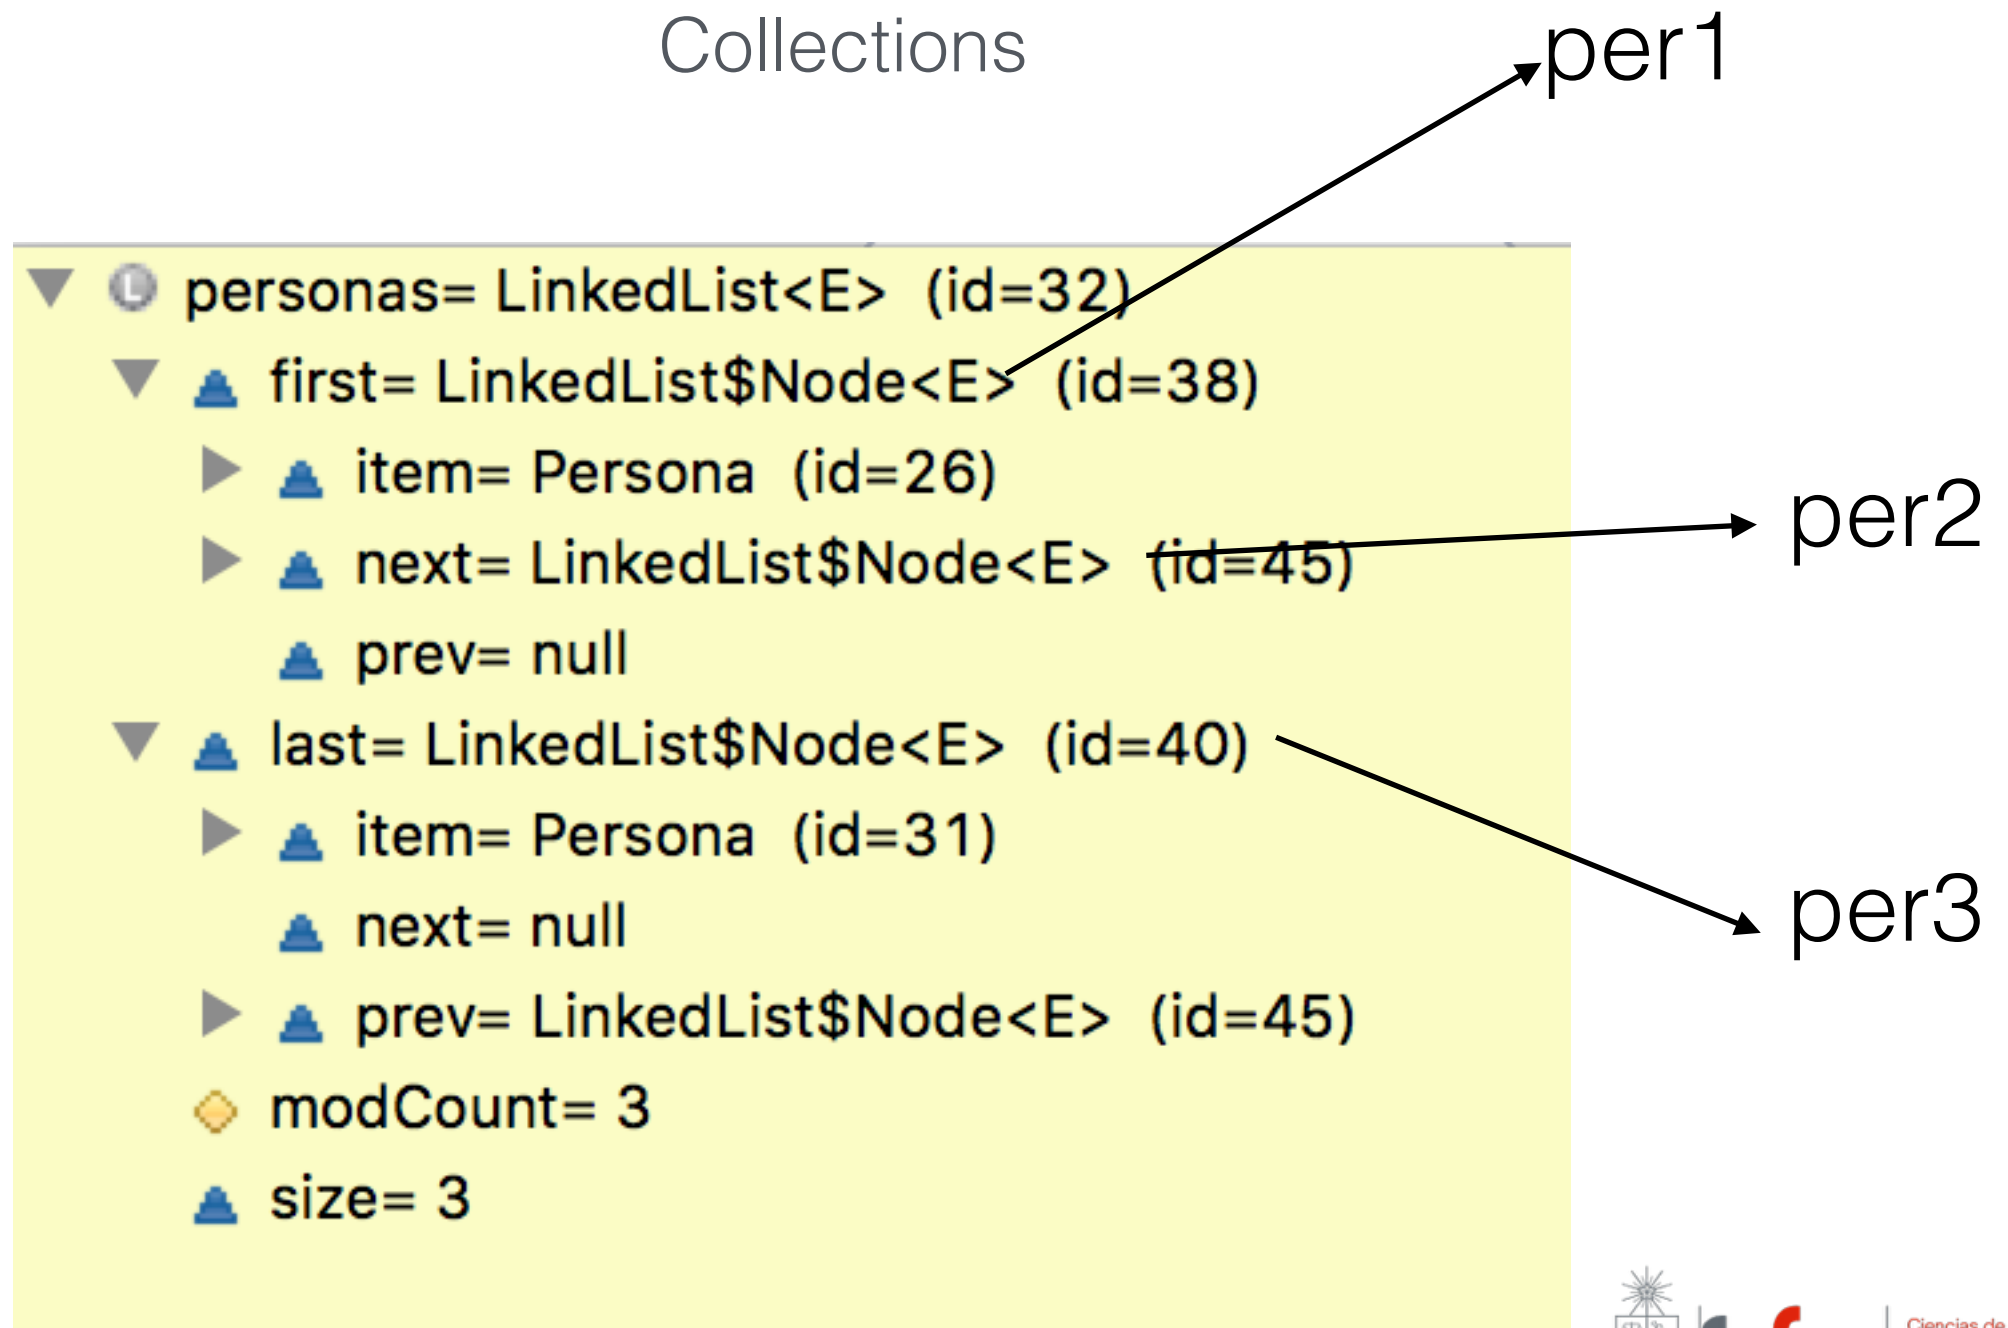 Collections
per1
personas= LinkedList<E> (id=32)
first= LinkedList$Node<E> (id=38)
item= Persona (id=26)
next= LinkedList$Node<E> (id=45)
per2
prev= null
last= LinkedList$Node<E> (id=40)
item= Persona (id=31)
per3
next= null
prev= LinkedList$Node<E> (id=45)
modCount= 3
size= 3
Ciencias de